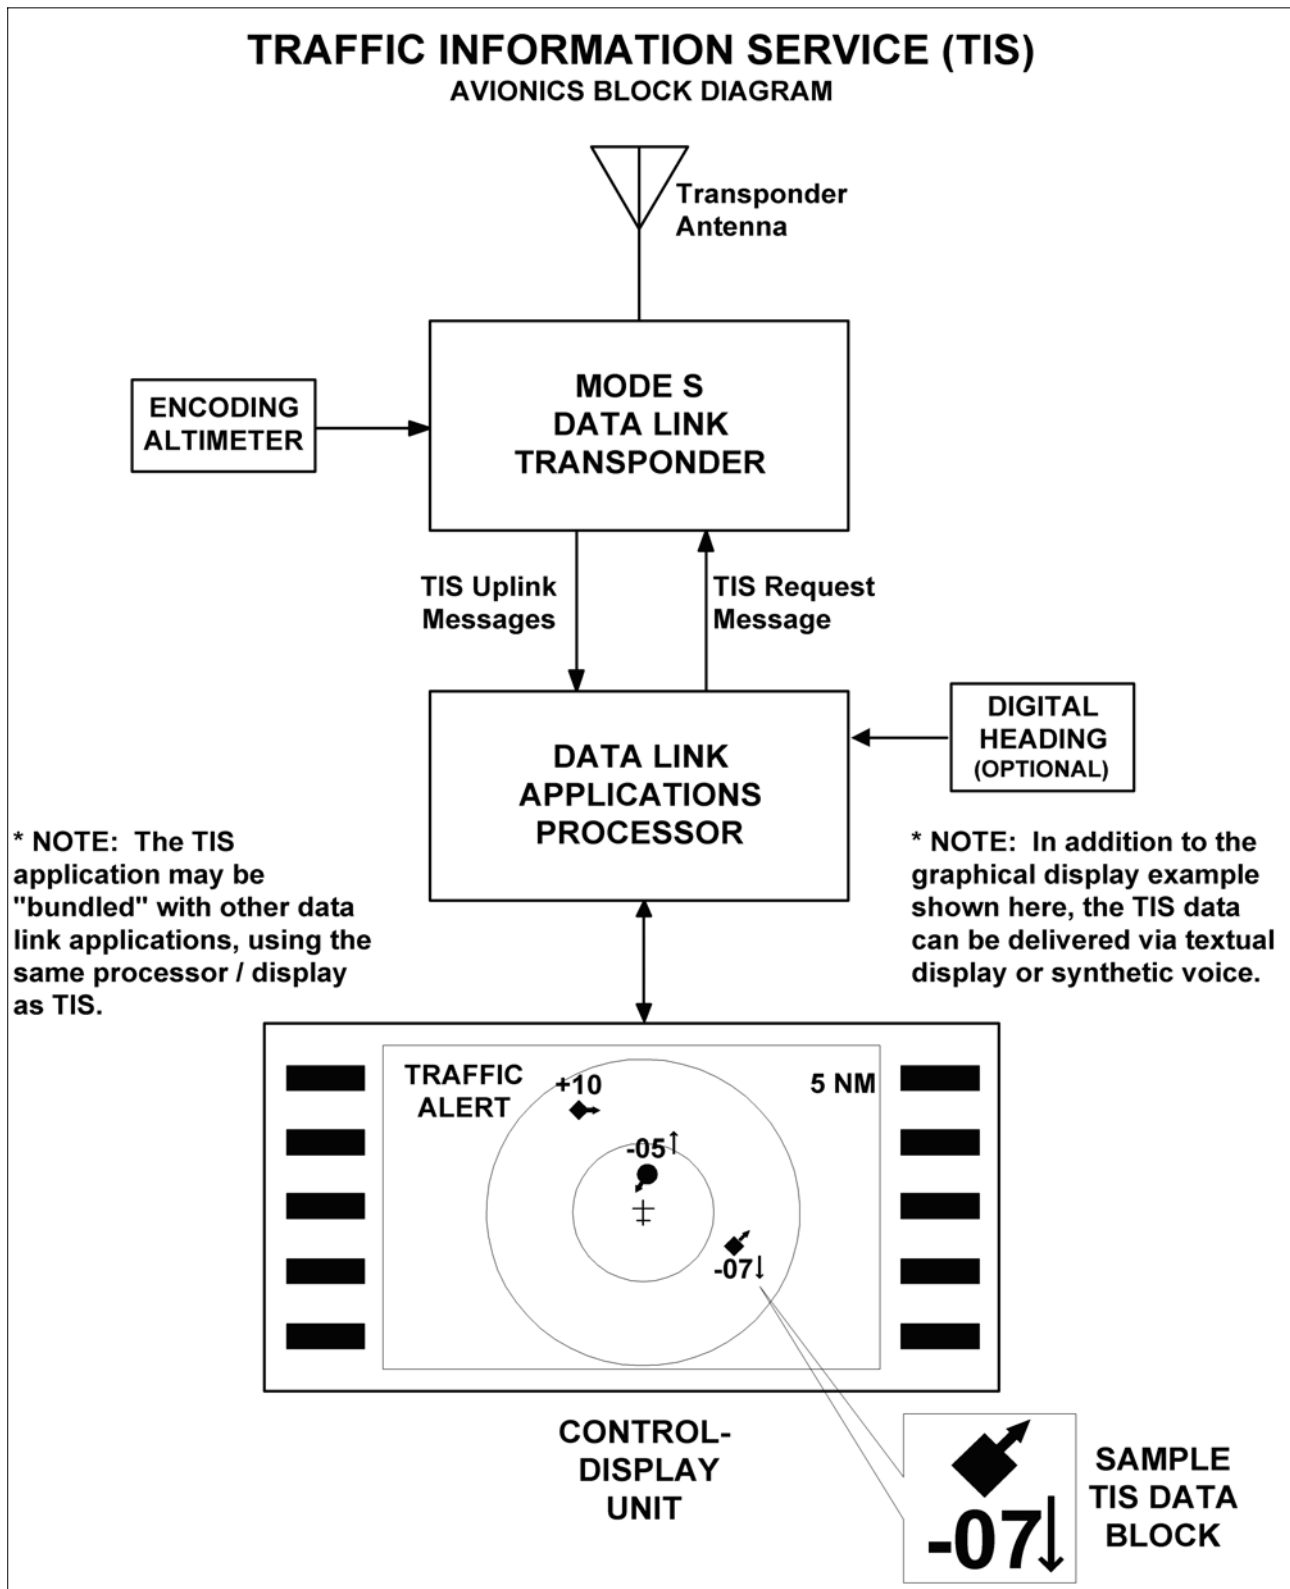 TRAFFIC INFORMATION SERVICE (TIS)
AVIONICS BLOCK DIAGRAM
Transponder
Antenna
MODE S
DATA LINK
TRANSPONDER
ENCODING
ALTIMETER
TIS Uplink
Messages
TIS Request
Message
DIGITAL
HEADING
(OPTIONAL)
DATA LINK
APPLICATIONS
PROCESSOR
* NOTE: The TIS
application may be
"bundled" with other data
link applications, using the
same processor / display
as TIS.
* NOTE: In addition to the
graphical display example
shown here, the TIS data
can be delivered via textual
display or synthetic voice.
TRAFFIC
ALERT
+10
5 NM
-05↑
-07↓
CONTROL-
DISPLAY
UNIT
-07↓
SAMPLE
TIS DATA
BLOCK